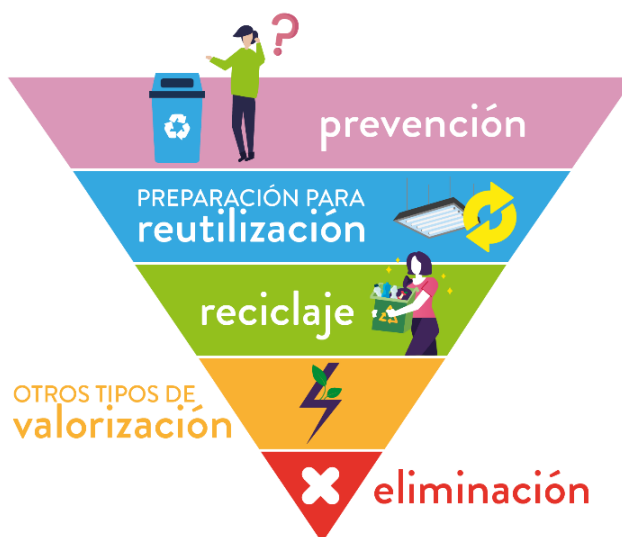 ?
prevención
PREPARACIÓN PARA
reutilización
reciclaje
OTROS TIPOS DE
valorización
eliminación